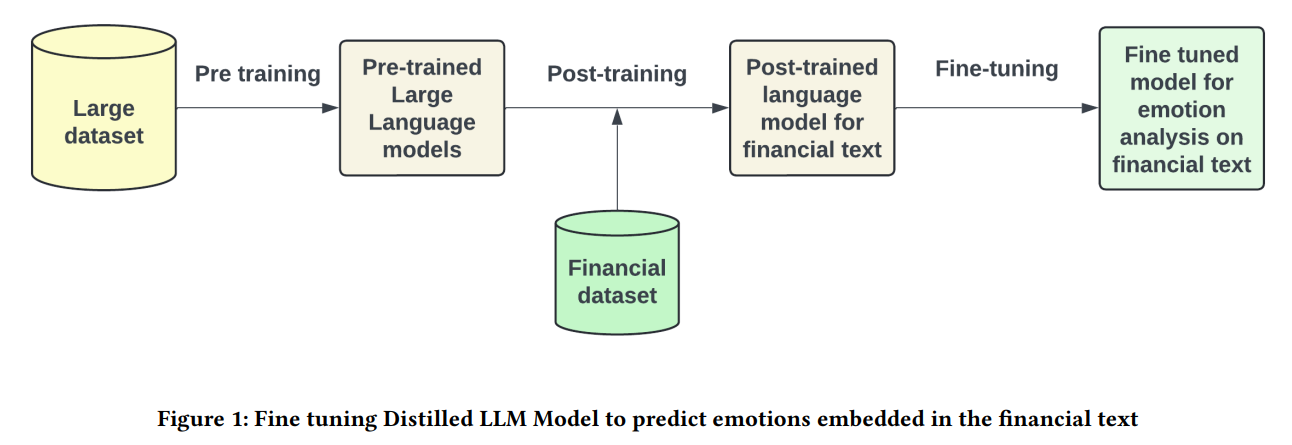 Large
dataset
Pre training
Pre-trained
Large
Language
models
Post-training
Financial
dataset
Post-trained
language
model for
financial text
Fine-tuning
Fine tuned
model for
emotion
analysis on
financial text
Figure 1: Fine tuning Distilled LLM Model to predict emotions embedded in the financial text